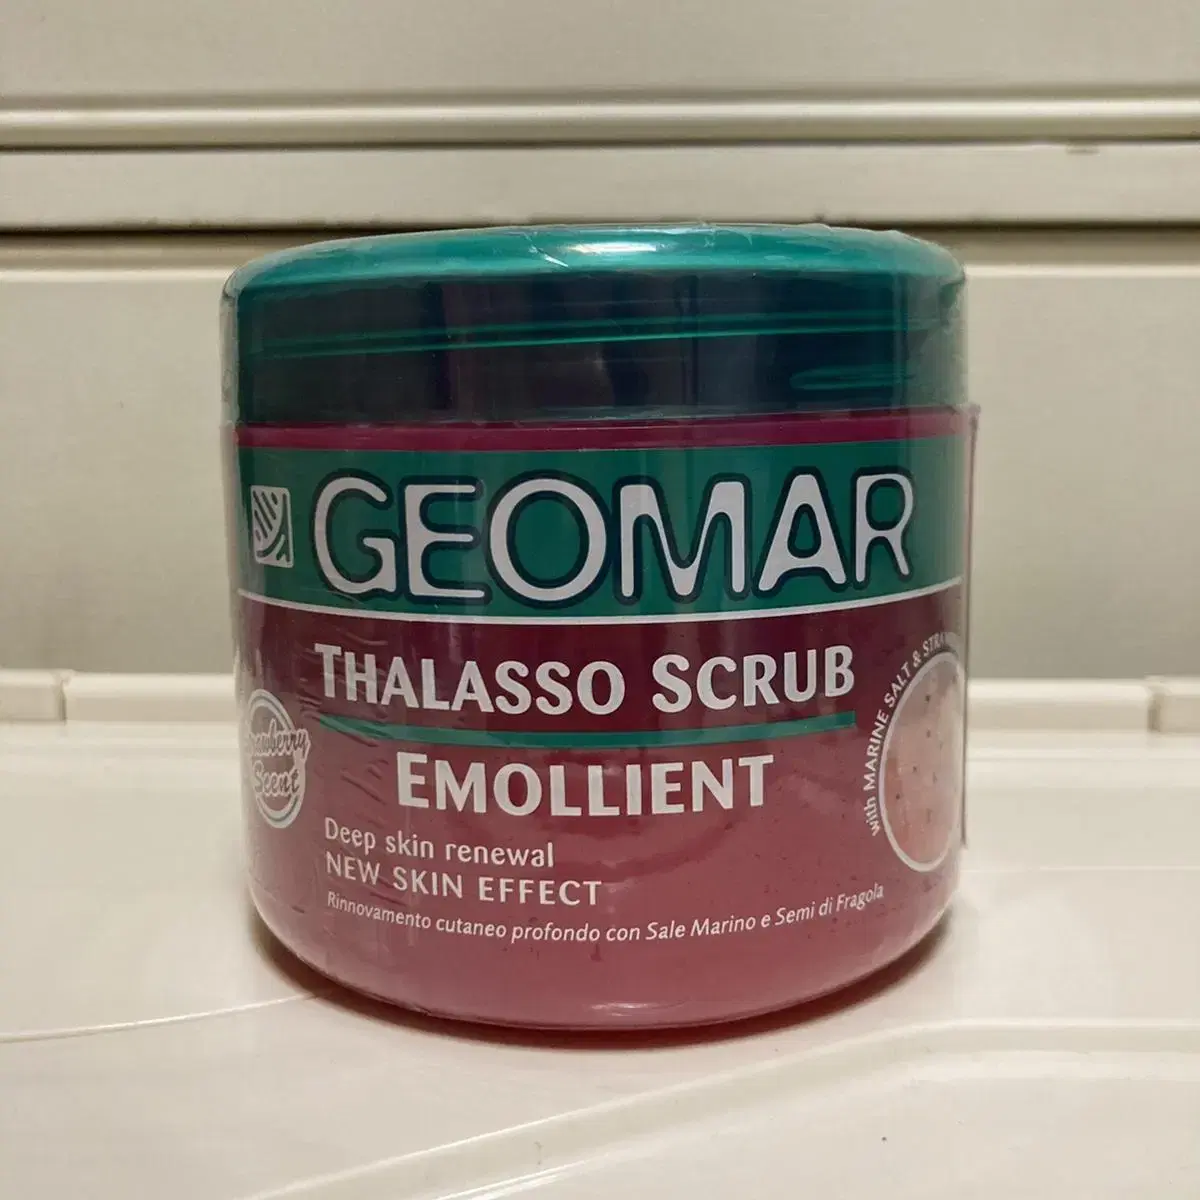 GEOMAR
THALASSO SCRUB
EMOLLIENT
Scent
Deep skin renewal
NEW SKIN EFFECT
Rinnovamento cutaneo profondo con Sale Marino e Semi di Fragola
with MARINE SALT &